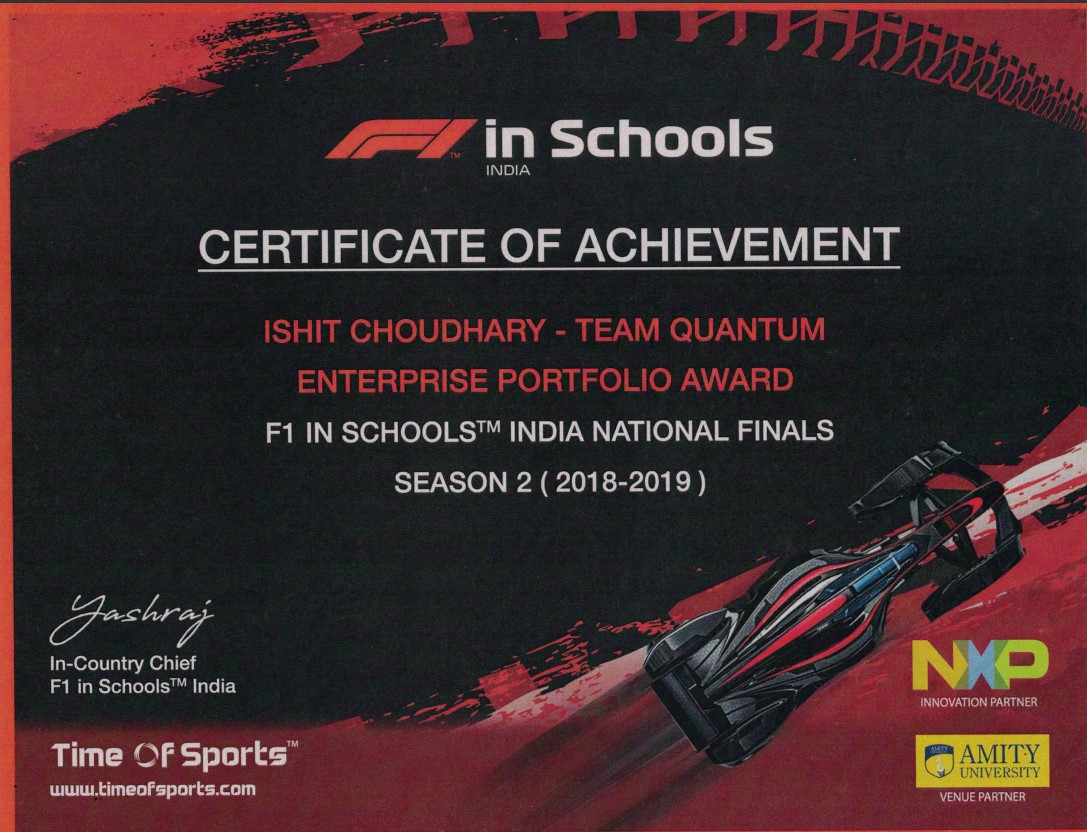 F1™ in Schools
INDIA
CERTIFICATE OF ACHIEVEMENT
ISHIT CHOUDHARY - TEAM QUANTUM
ENTERPRISE PORTFOLIO AWARD
F1 IN SCHOOLS™ INDIA NATIONAL FINALS
SEASON 2 ( 2018-2019 )
Yashraj
In-Country Chief
F1 in Schools™ India
Time Of Sports™
www.timeofsports.com
NXP
INNOVATION PARTNER
AMITY
AMITY
UNIVERSITY
VENUE PARTNER